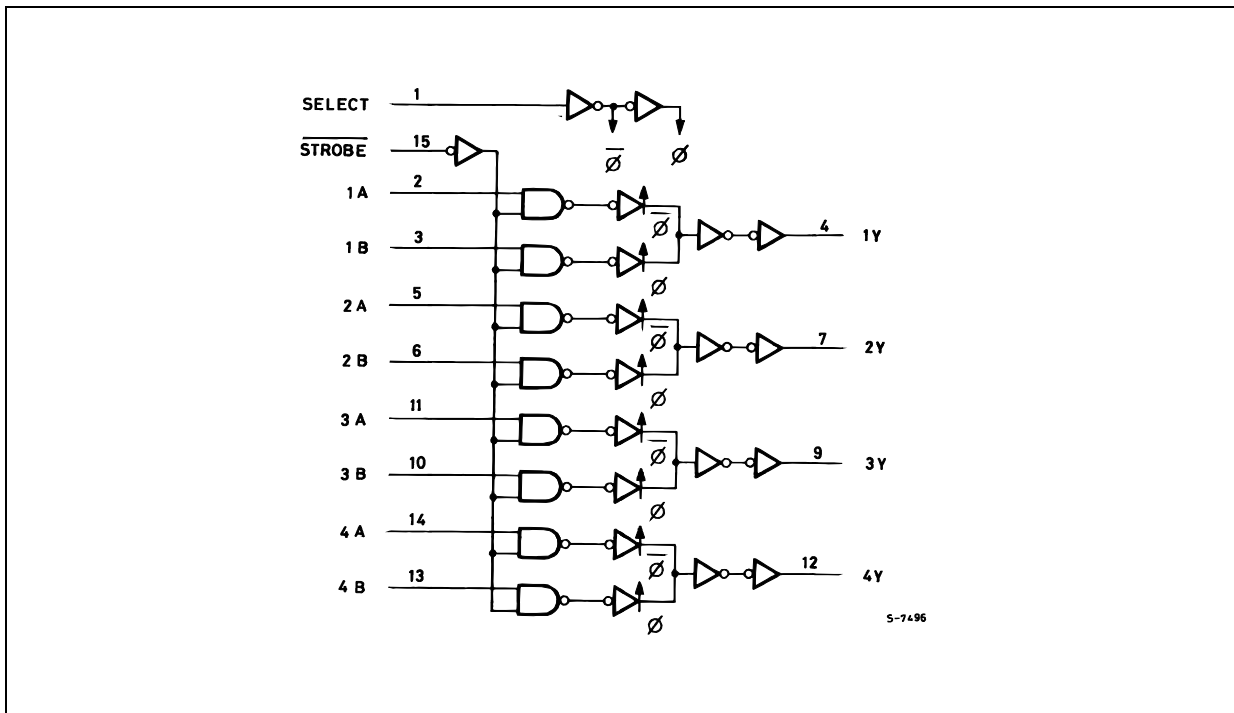 SELECT 1
S̅T̅R̅O̅B̅E̅ 15
ø̅ ø
1A 2
ø̅
4 1Y
1B 3
ø
2A 5
ø̅
7 2Y
2B 6
ø
3A 11
ø̅
9 3Y
3B 10
ø
4A 14
ø̅
12 4Y
4B 13
ø
S-7496